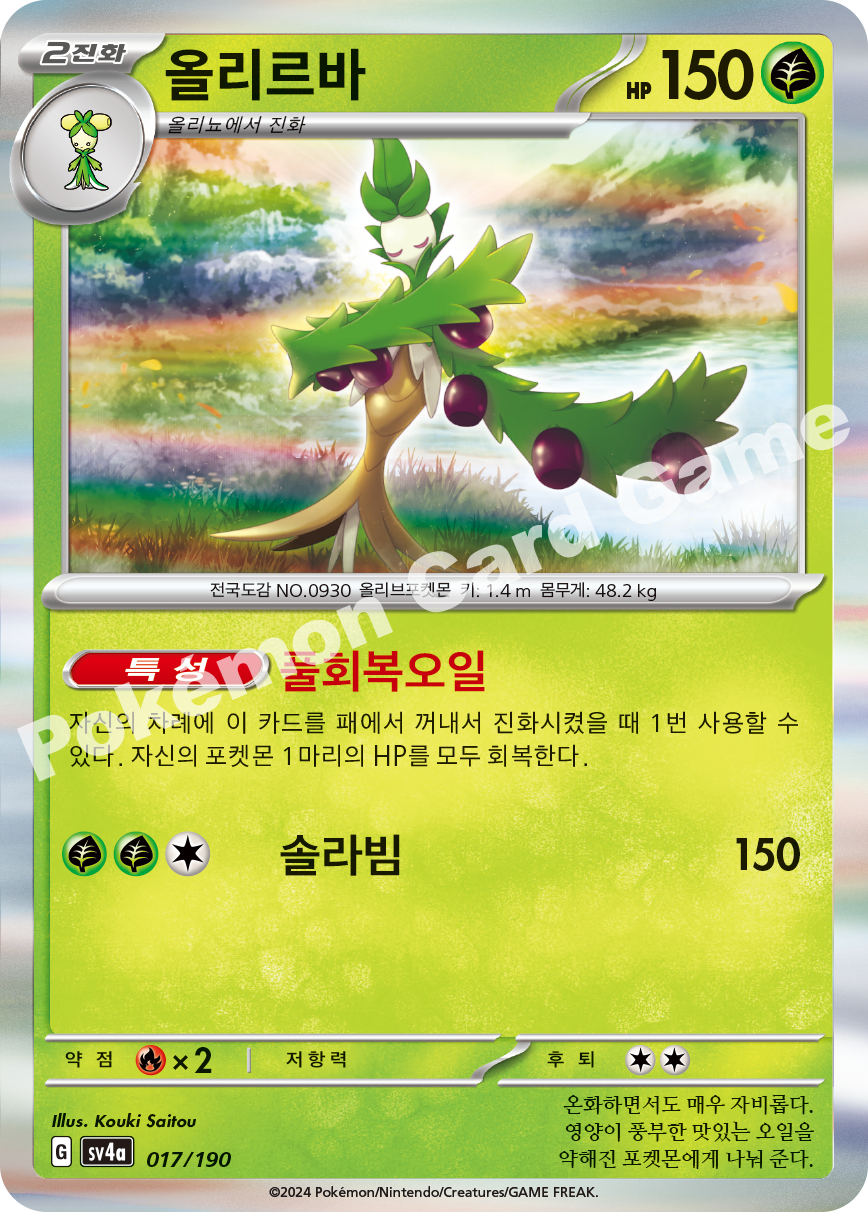 2진화
올리르바
HP 150
올리뇨에서 진화
전국도감 NO.0930 올리브포켓몬 키: 1.4 m 몸무게: 48.2 kg
특성 풀회복오일
자신의 차례에 이 카드를 패에서 꺼내서 진화시켰을 때 1번 사용할 수
있다. 자신의 포켓몬 1마리의 HP를 모두 회복한다.
솔라빔 150
약점 ×2 저항력 후퇴
Illus. Kouki Saitou
G sv4a 017/190
온화하면서도 매우 자비롭다.
영양이 풍부한 맛있는 오일을
약해진 포켓몬에게 나눠 준다.
©2024 Pokémon/Nintendo/Creatures/GAME FREAK.
Pokémon Card Game